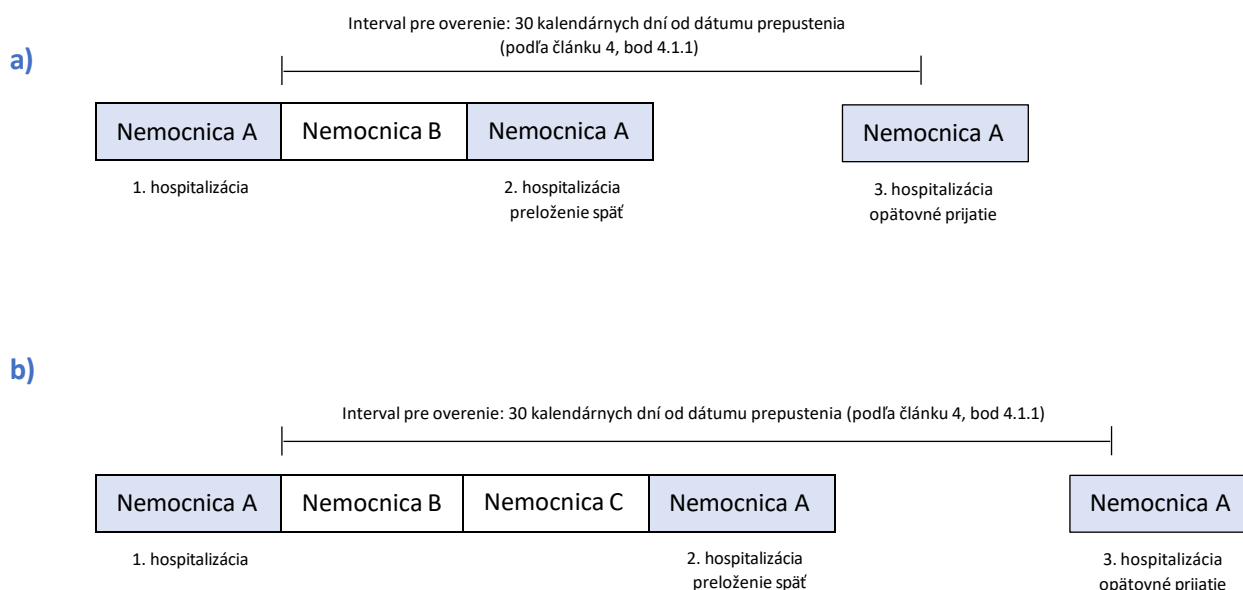 Interval pre overenie: 30 kalendárnych dní od dátumu prepustenia
(podľa článku 4, bod 4.1.1)
a)
Nemocnica A Nemocnica B Nemocnica A Nemocnica A
1. hospitalizácia 2. hospitalizácia 3. hospitalizácia
preloženie späť opätovné prijatie
b)
Interval pre overenie: 30 kalendárnych dní od dátumu prepustenia (podľa článku 4, bod 4.1.1)
Nemocnica A Nemocnica B Nemocnica C Nemocnica A Nemocnica A
1. hospitalizácia 2. hospitalizácia 3. hospitalizácia
preloženie späť opätovné prijatie